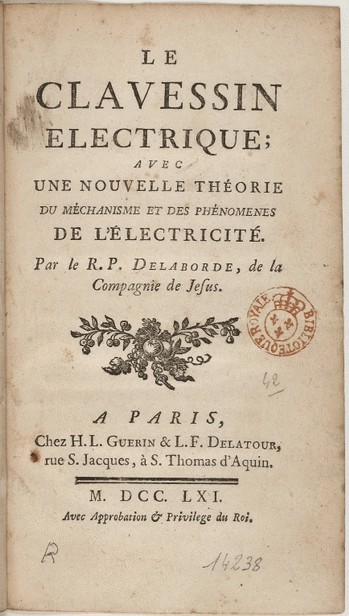 LE
CLAVESSIN
ELECTRIQUE;
AVEC
UNE NOUVELLE THÉORIE
DU MÉCHANISME ET DES PHÉNOMENES
DE L'ÉLECTRICITÉ.
Par le R. P. DELABORDE, de la
Compagnie de Jesus.
BIBLIOTEQUE ROYALE
42
A PARIS,
Chez H. L. GUERIN & L. F. DELATOUR,
rue S. Jacques, à S. Thomas d'Aquin.
M. DCC. LXI.
Avec Approbation & Privilege du Roi.
R
14238